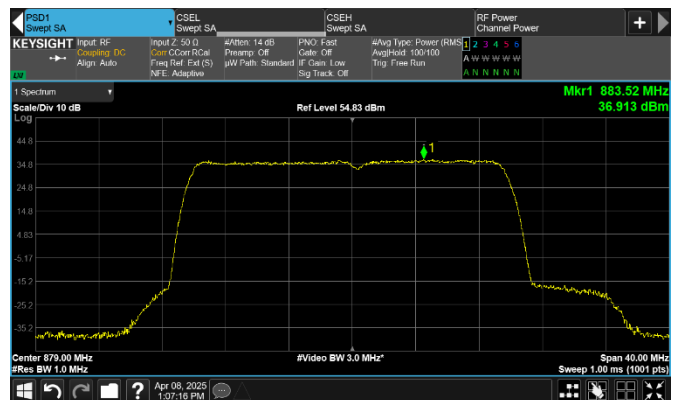 PSD1
Swept SA
CSEL
Swept SA
CSEH
Swept SA
RF Power
Channel Power
KEYSIGHT
Input: RF
Coupling: DC
Align: Auto
Input Z: 50 Ω
Corr CCorr RCal
Freq Ref: Ext (S)
NFE: Adaptive
#Atten: 14 dB
Preamp: Off
µW Path: Standard
PNO: Fast
Gate: Off
IF Gain: Low
Sig Track: Off
#Avg Type: Power (RMS)
Avg|Hold: 100/100
Trig: Free Run
1 2 3 4 5 6
A W W W W W
A N N N N N
1 Spectrum
Scale/Div 10 dB
Ref Level 54.83 dBm
Mkr1 883.52 MHz
36.913 dBm
Log
1
44.8
34.8
24.8
14.8
4.83
-5.17
-15.2
-25.2
-35.2
Center 879.00 MHz
#Video BW 3.0 MHz*
Span 40.00 MHz
#Res BW 1.0 MHz
Sweep 1.00 ms (1001 pts)
?
Apr 08, 2025
1:07:16 PM